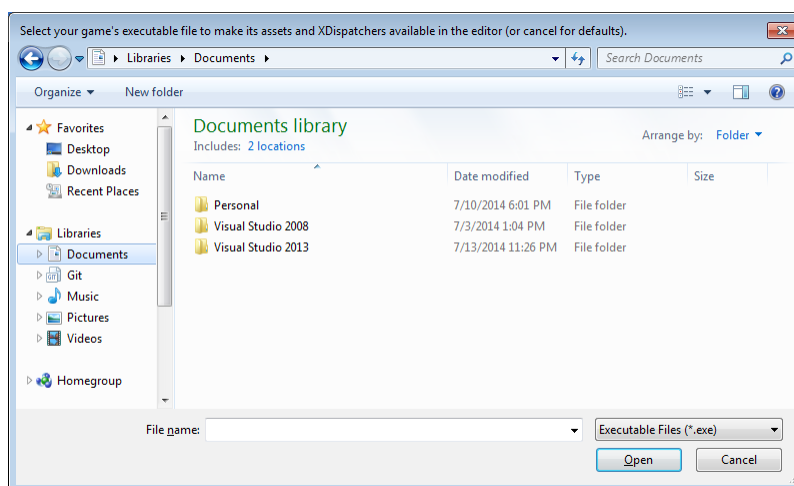 Select your game's executable file to make its assets and XDispatchers available in the editor (or cancel for defaults).
Libraries Documents
Search Documents
Organize New folder
Favorites
Desktop
Downloads
Recent Places
Libraries
Documents
Git
Music
Pictures
Videos
Homegroup
Documents library
Includes: 2 locations
Arrange by: Folder
Name Date modified Type Size
Personal 7/10/2014 6:01 PM File folder
Visual Studio 2008 7/3/2014 1:04 PM File folder
Visual Studio 2013 7/13/2014 11:26 PM File folder
File name: Executable Files (*.exe)
Open Cancel